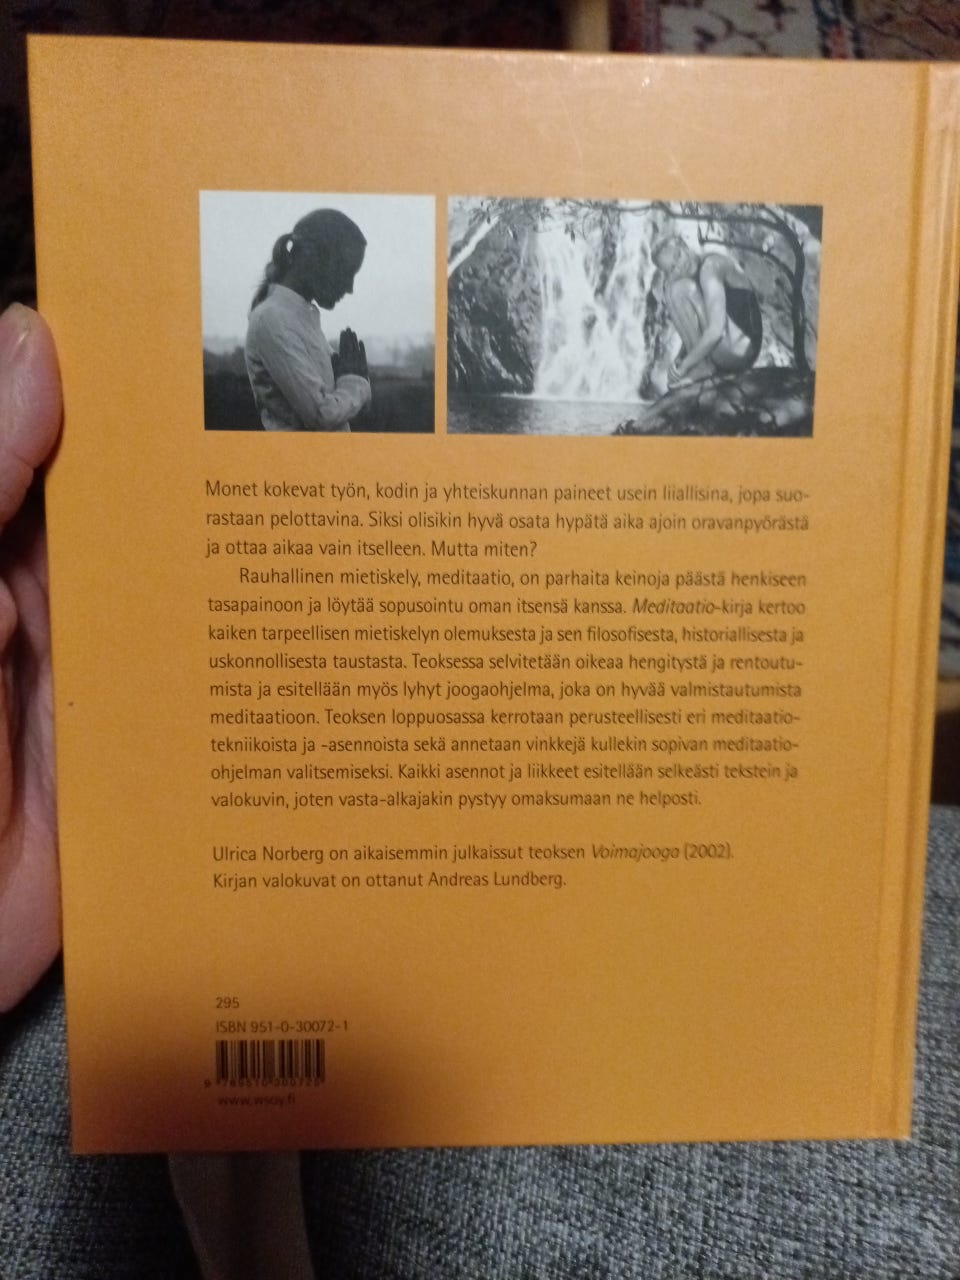 Monet kokevat työn, kodin ja yhteiskunnan paineet usein liiallisina, jopa suo-
rastaan pelottavina. Siksi olisikin hyvä osata hypätä aika ajoin oravanpyörästä
ja ottaa aikaa vain itselleen. Mutta miten?
Rauhallinen mietiskely, meditaatio, on parhaita keinoja päästä henkiseen
tasapainoon ja löytää sopusointu oman itsensä kanssa. Meditaatio-kirja kertoo
kaiken tarpeellisen mietiskelyn olemuksesta ja sen filosofisesta, historiallisesta ja
uskonnollisesta taustasta. Teoksessa selvitetään oikeaa hengitystä ja rentoutu-
mista ja esitellään myös lyhyt joogaohjelma, joka on hyvää valmistautumista
meditaatioon. Teoksen loppuosassa kerrotaan perusteellisesti eri meditaatio-
tekniikoista ja -asennoista sekä annetaan vinkkejä kullekin sopivan meditaatio-
ohjelman valitsemiseksi. Kaikki asennot ja liikkeet esitellään selkeästi tekstein ja
valokuvin, joten vasta-alkajakin pystyy omaksumaan ne helposti.
Ulrica Norberg on aikaisemmin julkaissut teoksen Voimajooga (2002).
Kirjan valokuvat on ottanut Andreas Lundberg.
295
ISBN 951-0-30072-1
9 789510 300725
www.wsoy.fi